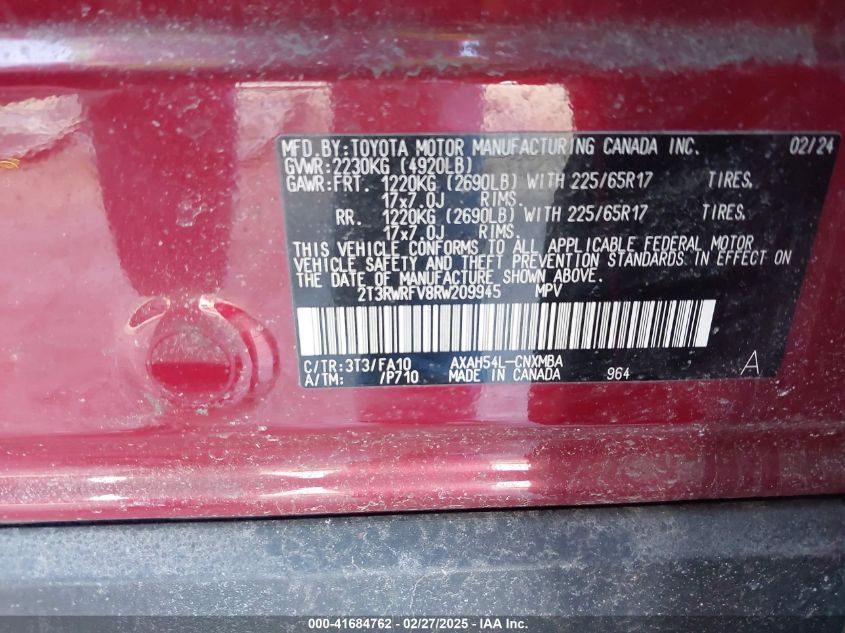 MFD.BY:TOYOTA MOTOR MANUFACTURING CANADA INC. 02/24
GVWR:2230KG (4920LB)
GAWR:FRT. 1220KG (2690LB) WITH 225/65R17 TIRES,
17x7.0J RIMS.
RR. 1220KG (2690LB) WITH 225/65R17 TIRES,
17x7.0J RIMS.
THIS VEHICLE CONFORMS TO ALL APPLICABLE FEDERAL MOTOR
VEHICLE SAFETY AND THEFT PREVENTION STANDARDS IN EFFECT ON
THE DATE OF MANUFACTURE SHOWN ABOVE.
2T3RWRFV8RW209945 MPV
C/TR:3T3/FA10 AXAH54L-CNXMBA
A/TM: /P710 MADE IN CANADA 964 A
000-41684762 - 02/27/2025 - IAA Inc.